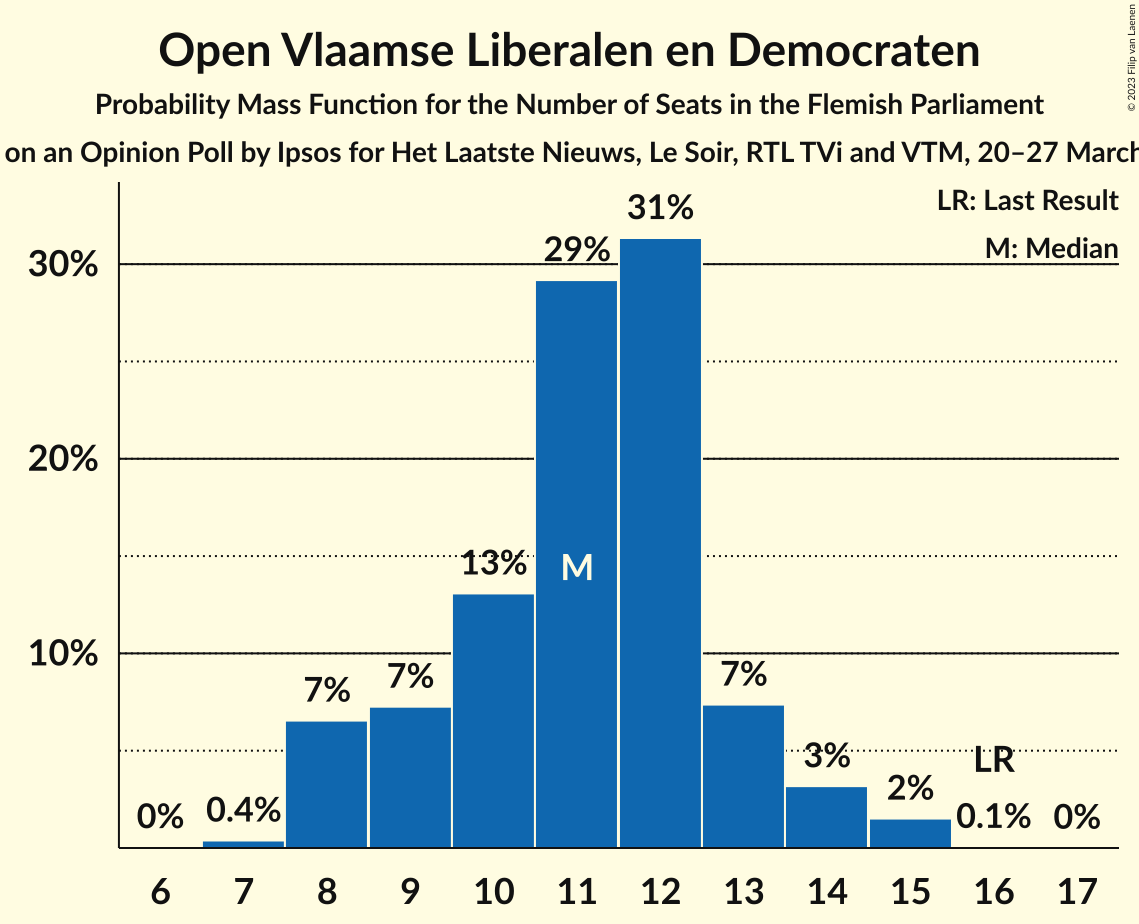 Open Vlaamse Liberalen en Democraten
Probability Mass Function for the Number of Seats in the Flemish Parliament
on an Opinion Poll by Ipsos for Het Laatste Nieuws, Le Soir, RTL TVi and VTM, 20–27 March
© 2023 Filip van Laenen
LR: Last Result
M: Median
30%
20%
10%
0%
0.4%
7%
7%
13%
29%
31%
7%
3%
2%
0.1%
0%
M
LR
6 7 8 9 10 11 12 13 14 15 16 17